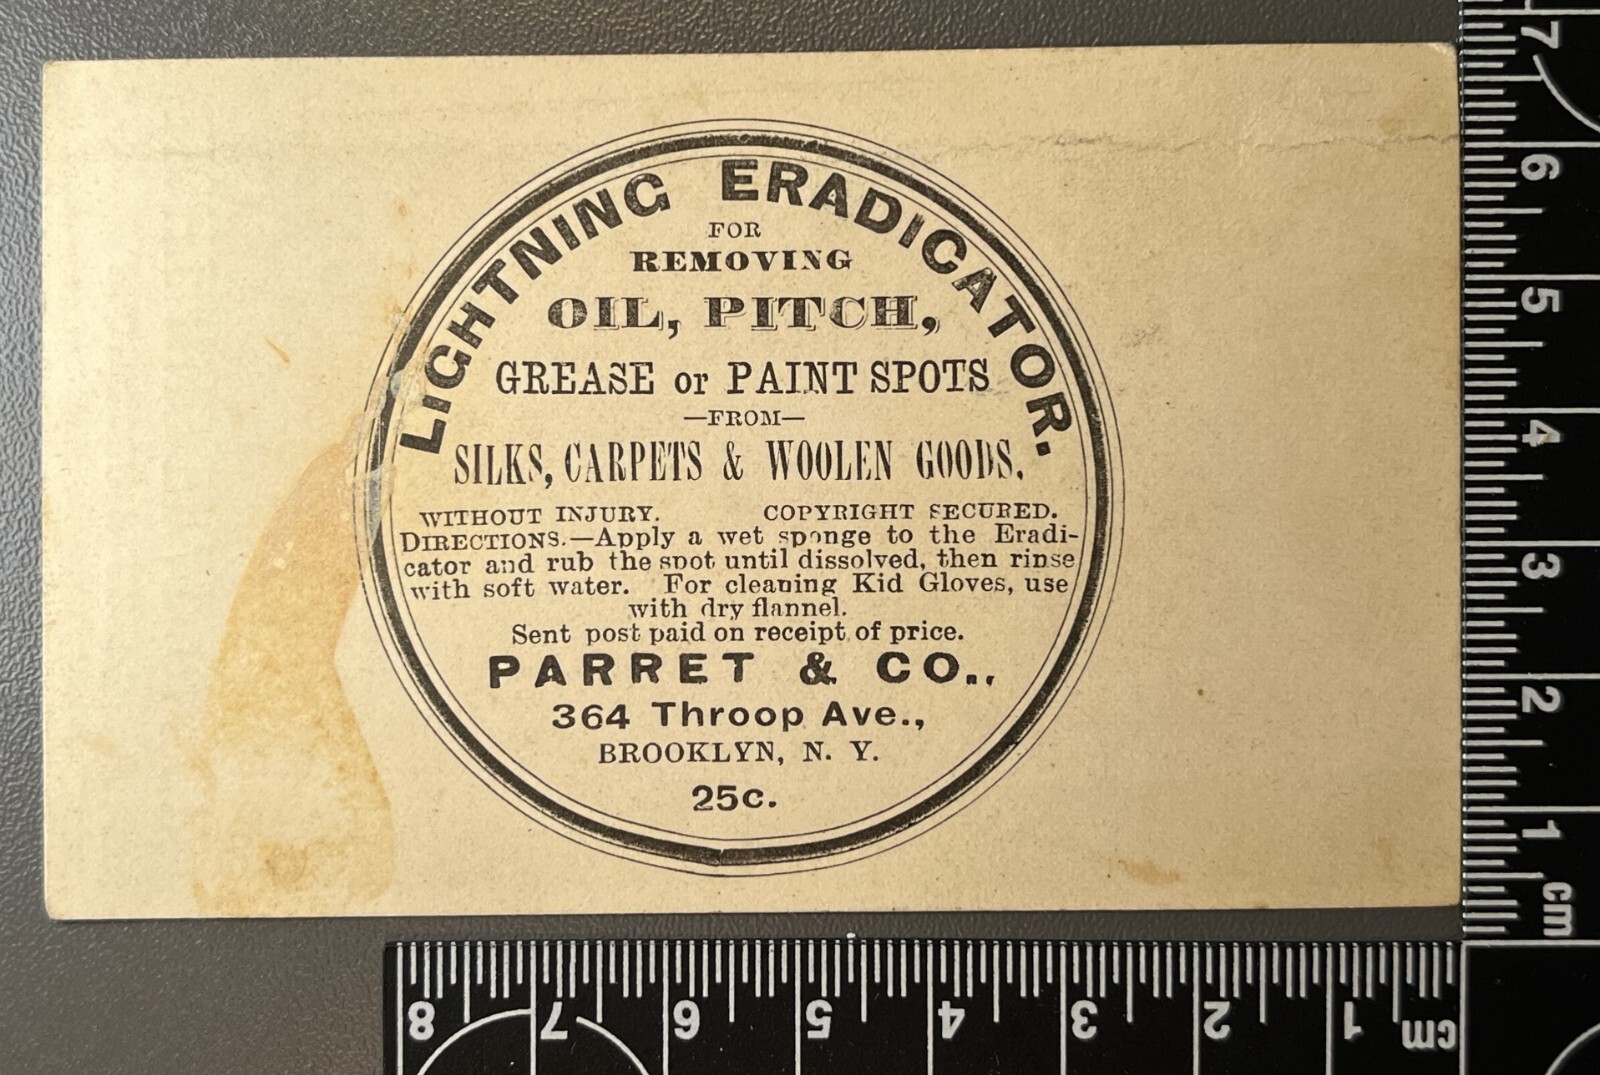 LIGHTNING ERADICATOR.
FOR
REMOVING
OIL, PITCH,
GREASE or PAINT SPOTS
—FROM—
SILKS, CARPETS & WOOLEN GOODS.
WITHOUT INJURY. COPYRIGHT SECURED.
DIRECTIONS.—Apply a wet sponge to the Eradi-
cator and rub the spot until dissolved, then rinse
with soft water. For cleaning Kid Gloves, use
with dry flannel.
Sent post paid on receipt of price.
PARRET & CO.,
364 Throop Ave.,
BROOKLYN, N. Y.
25c.
7
6
5
4
3
2
1
cm
8 7 6 5 4 3 2 1 cm